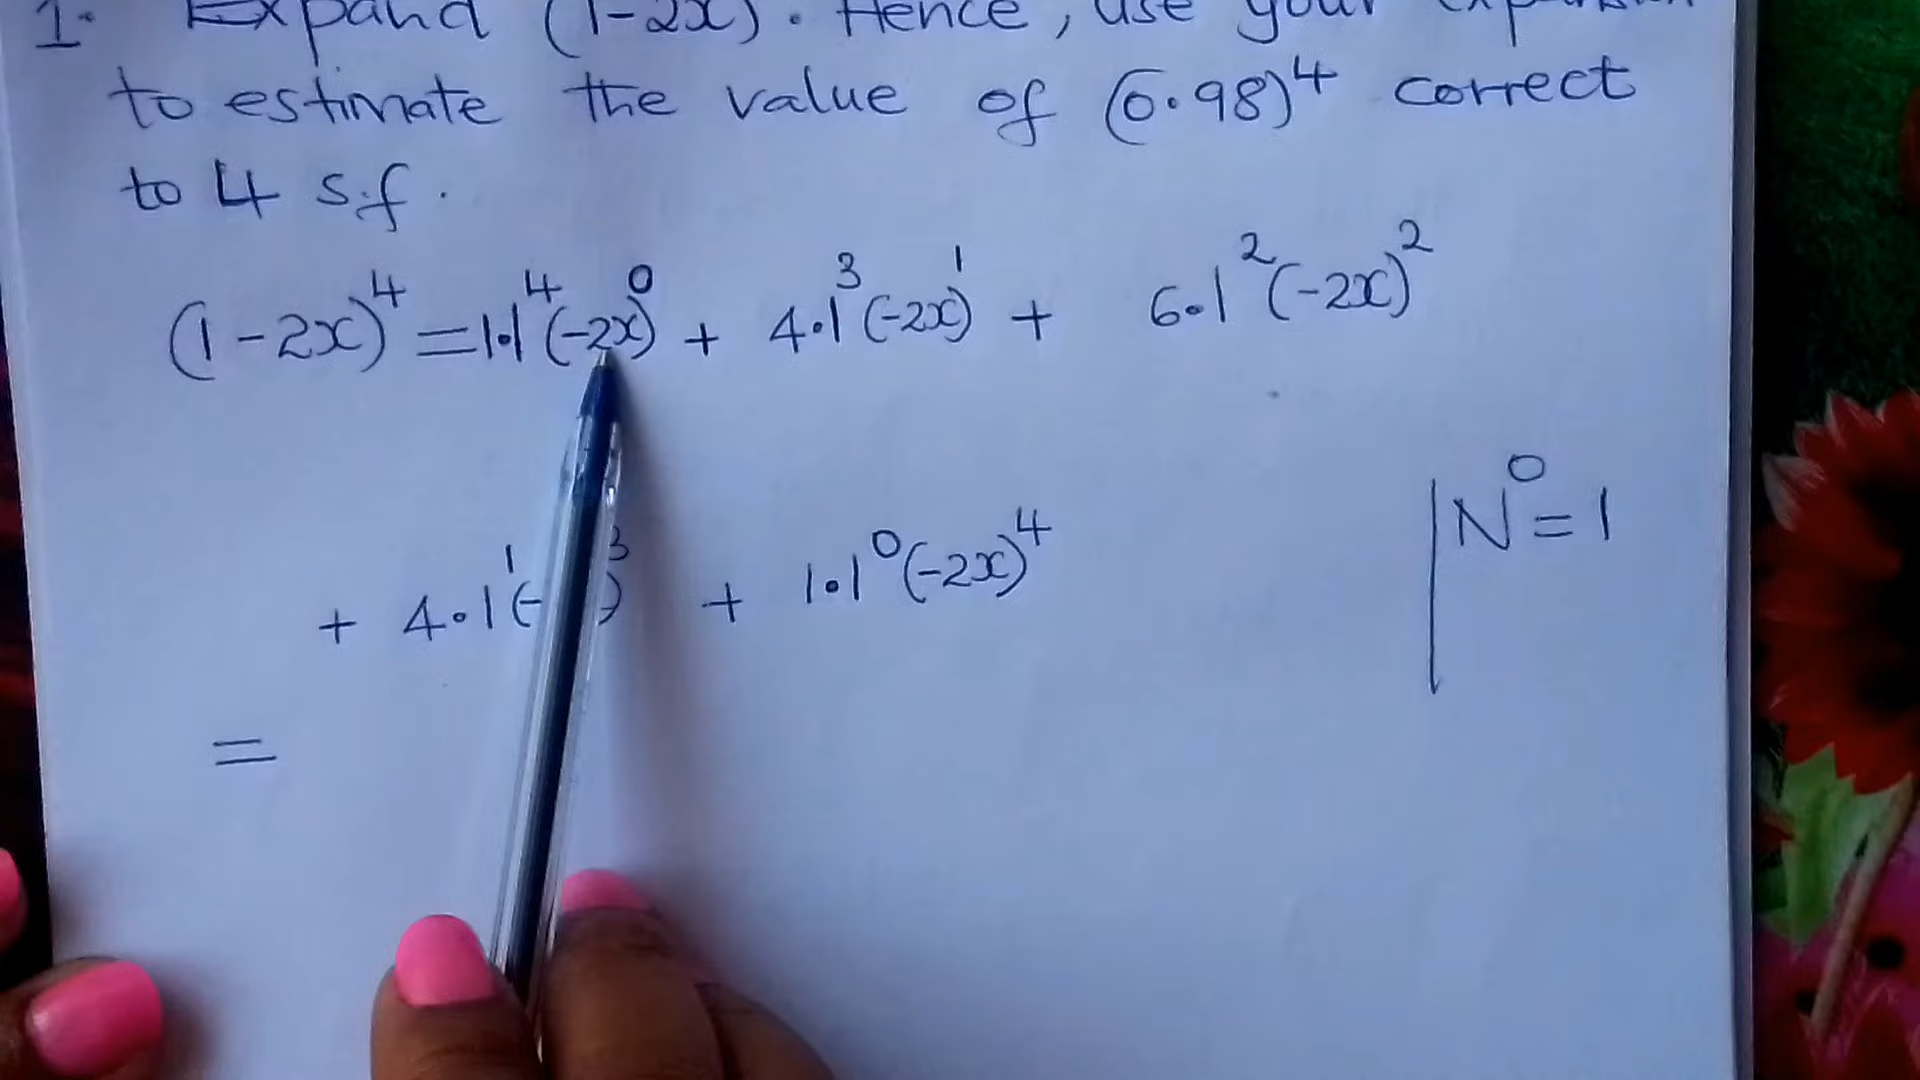 1. Expand (1-2x). Hence, use your expansion
to estimate the value of (0.98)⁴ correct
to 4 s.f.
(1-2x)⁴ = 1·1⁴(-2x)⁰ + 4·1³(-2x)¹ + 6·1²(-2x)²
+ 4·1¹(- )³ + 1·1⁰(-2x)⁴
N⁰ = 1
=